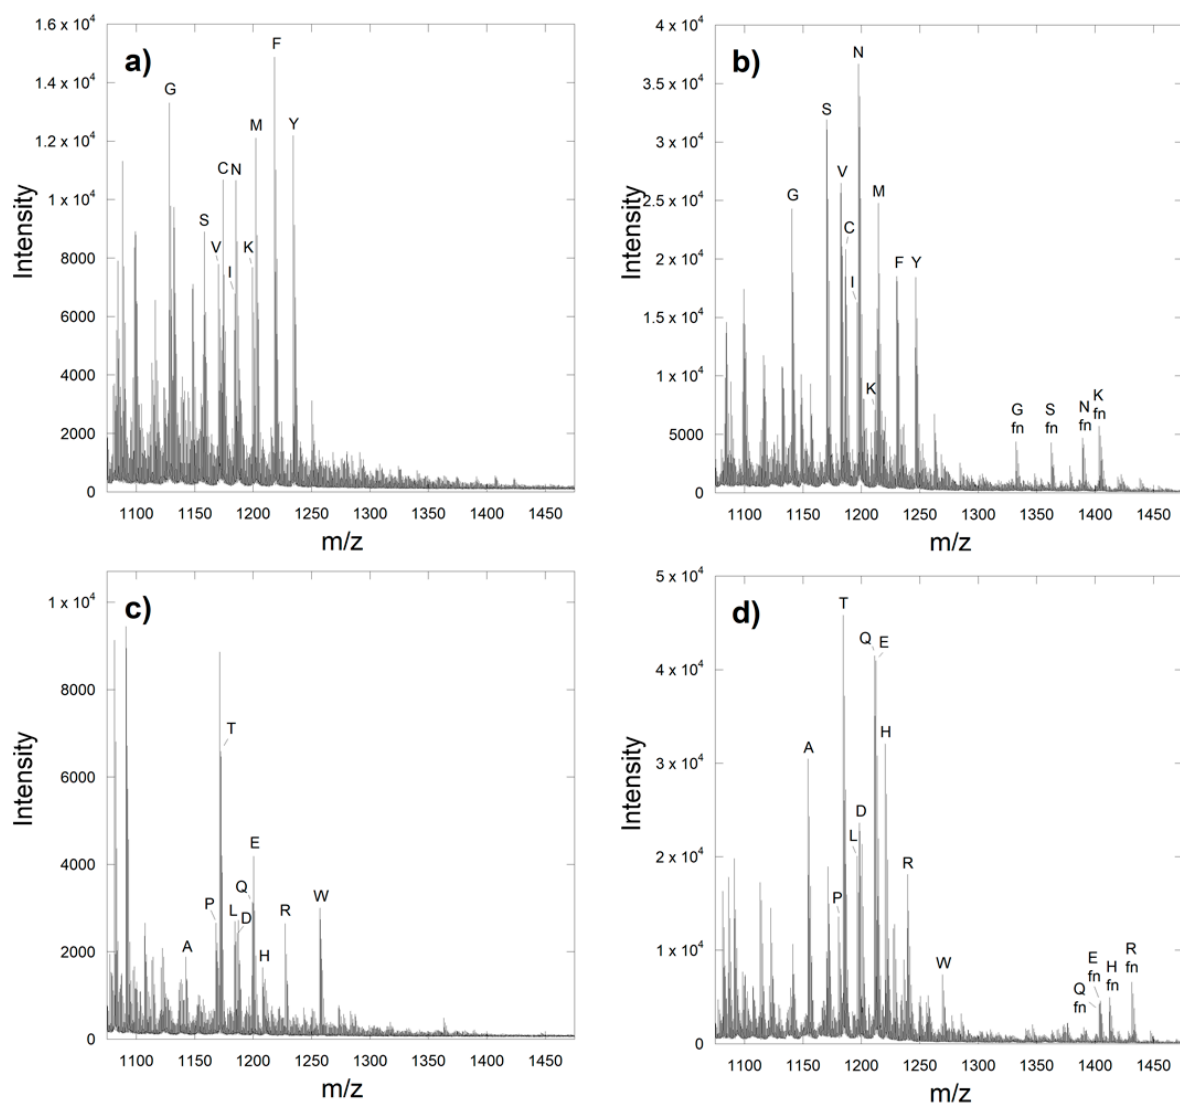 a)
1.6 x 10⁴
1.4 x 10⁴
1.2 x 10⁴
1 x 10⁴
8000
6000
4000
2000
0
Intensity
G
S
V
C
N
I
K
M
F
Y
1100 1150 1200 1250 1300 1350 1400 1450
m/z
b)
4 x 10⁴
3.5 x 10⁴
3 x 10⁴
2.5 x 10⁴
2 x 10⁴
1.5 x 10⁴
1 x 10⁴
5000
0
Intensity
G
S
V
C
I
N
K
M
F
Y
G
fn
S
fn
N
fn
K
fn
1100 1150 1200 1250 1300 1350 1400 1450
m/z
c)
1 x 10⁴
8000
6000
4000
2000
0
Intensity
A
P
T
L
D
Q
E
H
R
W
1100 1150 1200 1250 1300 1350 1400 1450
m/z
d)
5 x 10⁴
4 x 10⁴
3 x 10⁴
2 x 10⁴
1 x 10⁴
0
Intensity
A
P
T
L
D
Q
E
H
R
W
Q
fn
E
fn
H
fn
R
fn
1100 1150 1200 1250 1300 1350 1400 1450
m/z